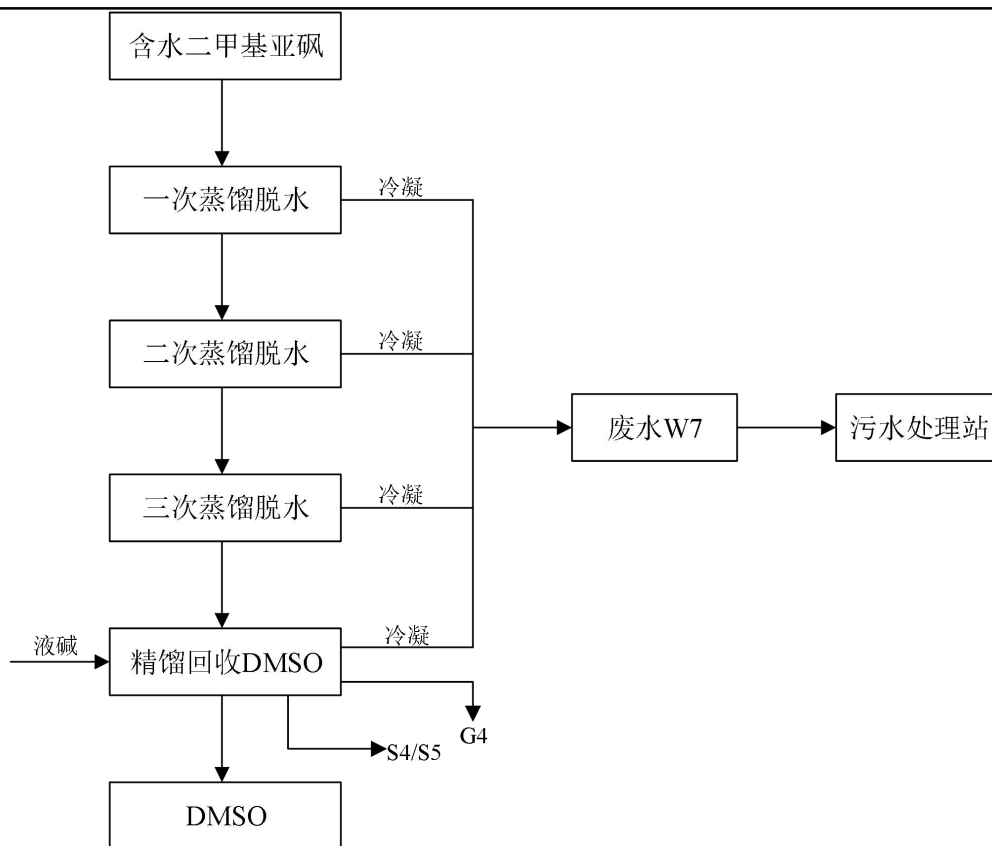 含水二甲基亚砜
一次蒸馏脱水
冷凝
二次蒸馏脱水
冷凝
废水W7
污水处理站
三次蒸馏脱水
冷凝
液碱
精馏回收DMSO
冷凝
G4
S4/S5
DMSO